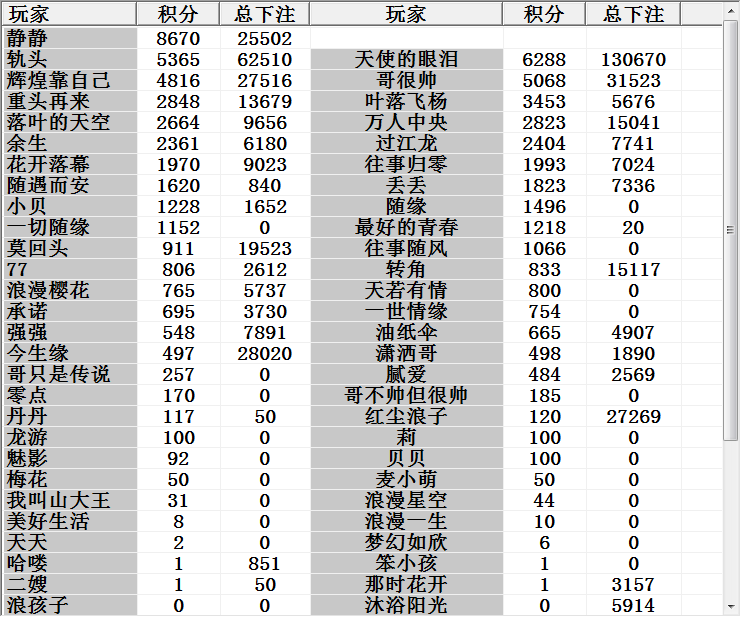 玩家 积分 总下注 玩家 积分 总下注
静静 8670 25502
轨头 5365 62510 天使的眼泪 6288 130670
辉煌靠自己 4816 27516 哥很帅 5068 31523
重头再来 2848 13679 叶落飞杨 3453 5676
落叶的天空 2664 9656 万人中央 2823 15041
余生 2361 6180 过江龙 2404 7741
花开落幕 1970 9023 往事归零 1993 7024
随遇而安 1620 840 丢丢 1823 7336
小贝 1228 1652 随缘 1496 0
一切随缘 1152 0 最好的青春 1218 20
莫回头 911 19523 往事随风 1066 0
77 806 2612 转角 833 15117
浪漫樱花 765 5737 天若有情 800 0
承诺 695 3730 一世情缘 754 0
强强 548 7891 油纸伞 665 4907
今生缘 497 28020 潇洒哥 498 1890
哥只是传说 257 0 腻爱 484 2569
零点 170 0 哥不帅但很帅 185 0
丹丹 117 50 红尘浪子 120 27269
龙游 100 0 莉 100 0
魅影 92 0 贝贝 100 0
梅花 50 0 麦小萌 50 0
我叫山大王 31 0 浪漫星空 44 0
美好生活 8 0 浪漫一生 10 0
天天 2 0 梦幻如欣 6 0
哈喽 1 851 笨小孩 1 0
二嫂 1 50 那时花开 1 3157
浪孩子 0 0 沐浴阳光 0 5914